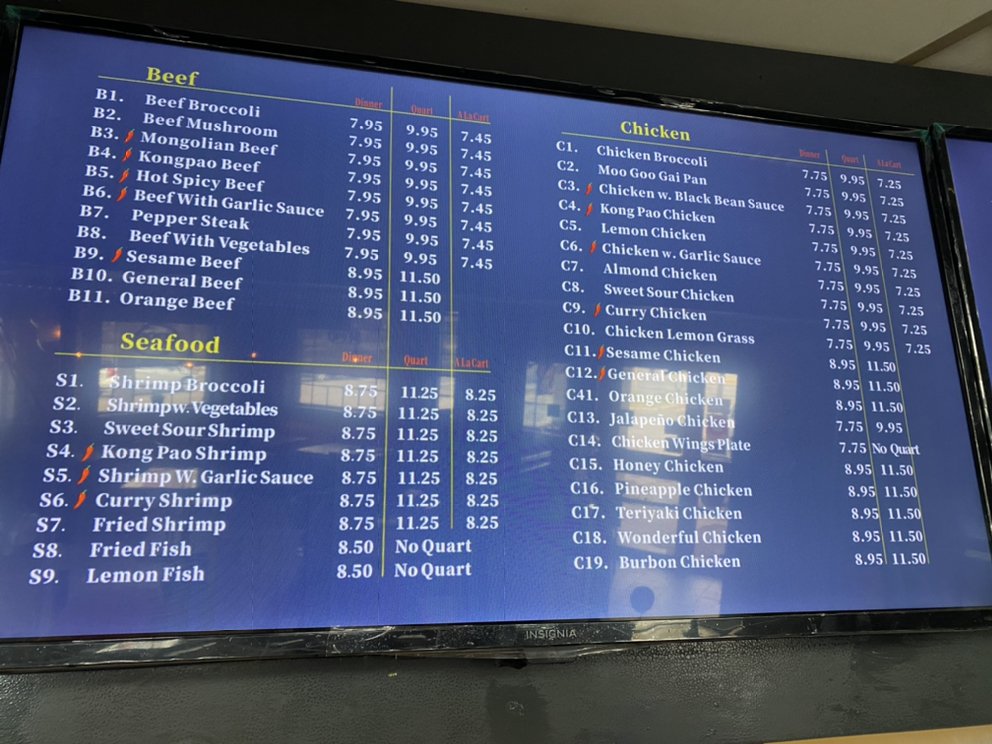 Beef
Dinner Quart A La Cart
B1. Beef Broccoli 7.95 9.95 7.45
B2. Beef Mushroom 7.95 9.95 7.45
B3. Mongolian Beef 7.95 9.95 7.45
B4. Kongpao Beef 7.95 9.95 7.45
B5. Hot Spicy Beef 7.95 9.95 7.45
B6. Beef With Garlic Sauce 7.95 9.95 7.45
B7. Pepper Steak 7.95 9.95 7.45
B8. Beef With Vegetables 7.95 9.95 7.45
B9. Sesame Beef 8.95 11.50
B10. General Beef 8.95 11.50
B11. Orange Beef 8.95 11.50
Seafood
Dinner Quart A La Cart
S1. Shrimp Broccoli 8.75 11.25 8.25
S2. Shrimp w. Vegetables 8.75 11.25 8.25
S3. Sweet Sour Shrimp 8.75 11.25 8.25
S4. Kong Pao Shrimp 8.75 11.25 8.25
S5. Shrimp W. Garlic Sauce 8.75 11.25 8.25
S6. Curry Shrimp 8.75 11.25 8.25
S7. Fried Shrimp 8.75 11.25 8.25
S8. Fried Fish 8.50 No Quart
S9. Lemon Fish 8.50 No Quart
Chicken
Dinner Quart A La Cart
C1. Chicken Broccoli 7.75 9.95 7.25
C2. Moo Goo Gai Pan 7.75 9.95 7.25
C3. Chicken w. Black Bean Sauce 7.75 9.95 7.25
C4. Kong Pao Chicken 7.75 9.95 7.25
C5. Lemon Chicken 7.75 9.95 7.25
C6. Chicken w. Garlic Sauce 7.75 9.95 7.25
C7. Almond Chicken 7.75 9.95 7.25
C8. Sweet Sour Chicken 7.75 9.95 7.25
C9. Curry Chicken 7.75 9.95 7.25
C10. Chicken Lemon Grass 7.75 9.95 7.25
C11. Sesame Chicken 8.95 11.50
C12. General Chicken 8.95 11.50
C41. Orange Chicken 8.95 11.50
C13. Jalapeño Chicken 7.75 9.95
C14. Chicken Wings Plate 7.75 No Quart
C15. Honey Chicken 8.95 11.50
C16. Pineapple Chicken 8.95 11.50
C17. Teriyaki Chicken 8.95 11.50
C18. Wonderful Chicken 8.95 11.50
C19. Burbon Chicken 8.95 11.50
INSIGNIA